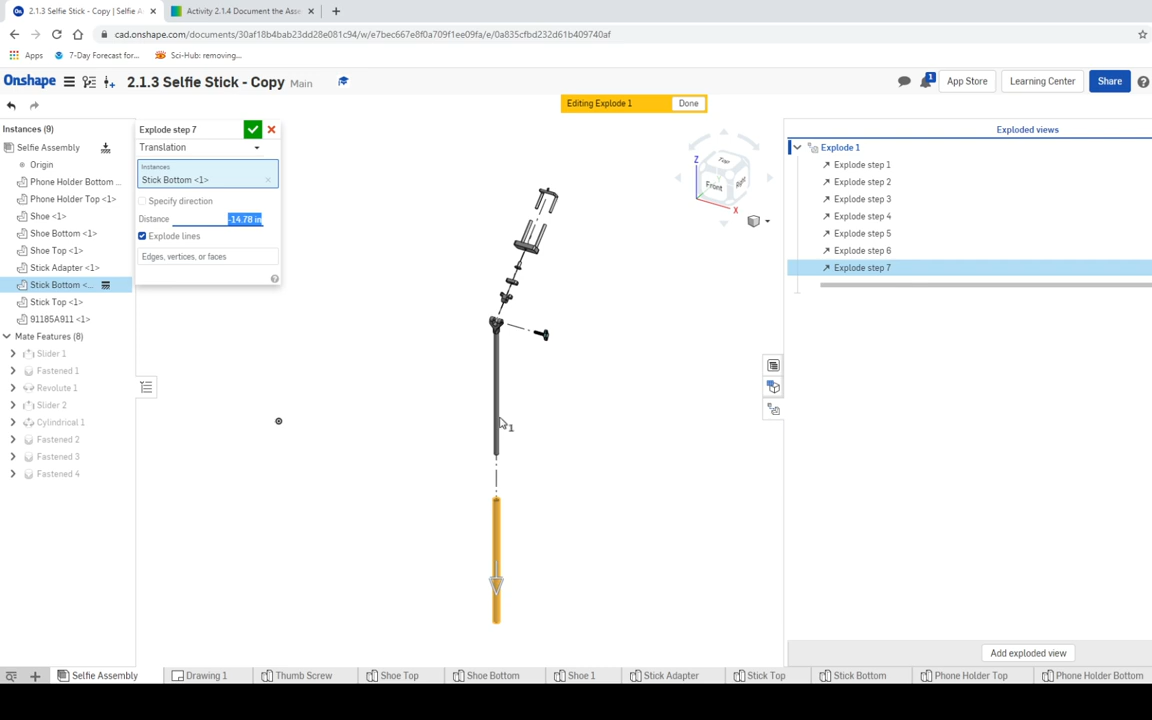 2.1.3 Selfie Stick - Copy | Selfie A
Activity 2.1.4 Document the Asse
cad.onshape.com/documents/30af18b4bab23dd28e081c94/w/e7bec667e8f0a709f1ee09fa/e/0a835cfbd232d61b409740af
Apps 7-Day Forecast for... Sci-Hub: removing...
Onshape 2.1.3 Selfie Stick - Copy Main 1 App Store Learning Center Share
Editing Explode 1 Done
Instances (9)
Selfie Assembly
Origin
Phone Holder Bottom ...
Phone Holder Top <1>
Shoe <1>
Shoe Bottom <1>
Shoe Top <1>
Stick Adapter <1>
Stick Bottom <...
Stick Top <1>
91185A911 <1>
Mate Features (8)
Slider 1
Fastened 1
Revolute 1
Slider 2
Cylindrical 1
Fastened 2
Fastened 3
Fastened 4
Explode step 7
Translation
Instances
Stick Bottom <1>
Specify direction
Distance -14.78 in
Explode lines
Edges, vertices, or faces
Z
Top
Front
Right
X
1
Exploded views
Explode 1
Explode step 1
Explode step 2
Explode step 3
Explode step 4
Explode step 5
Explode step 6
Explode step 7
Add exploded view
Selfie Assembly Drawing 1 Thumb Screw Shoe Top Shoe Bottom Shoe 1 Stick Adapter Stick Top Stick Bottom Phone Holder Top Phone Holder Bottom